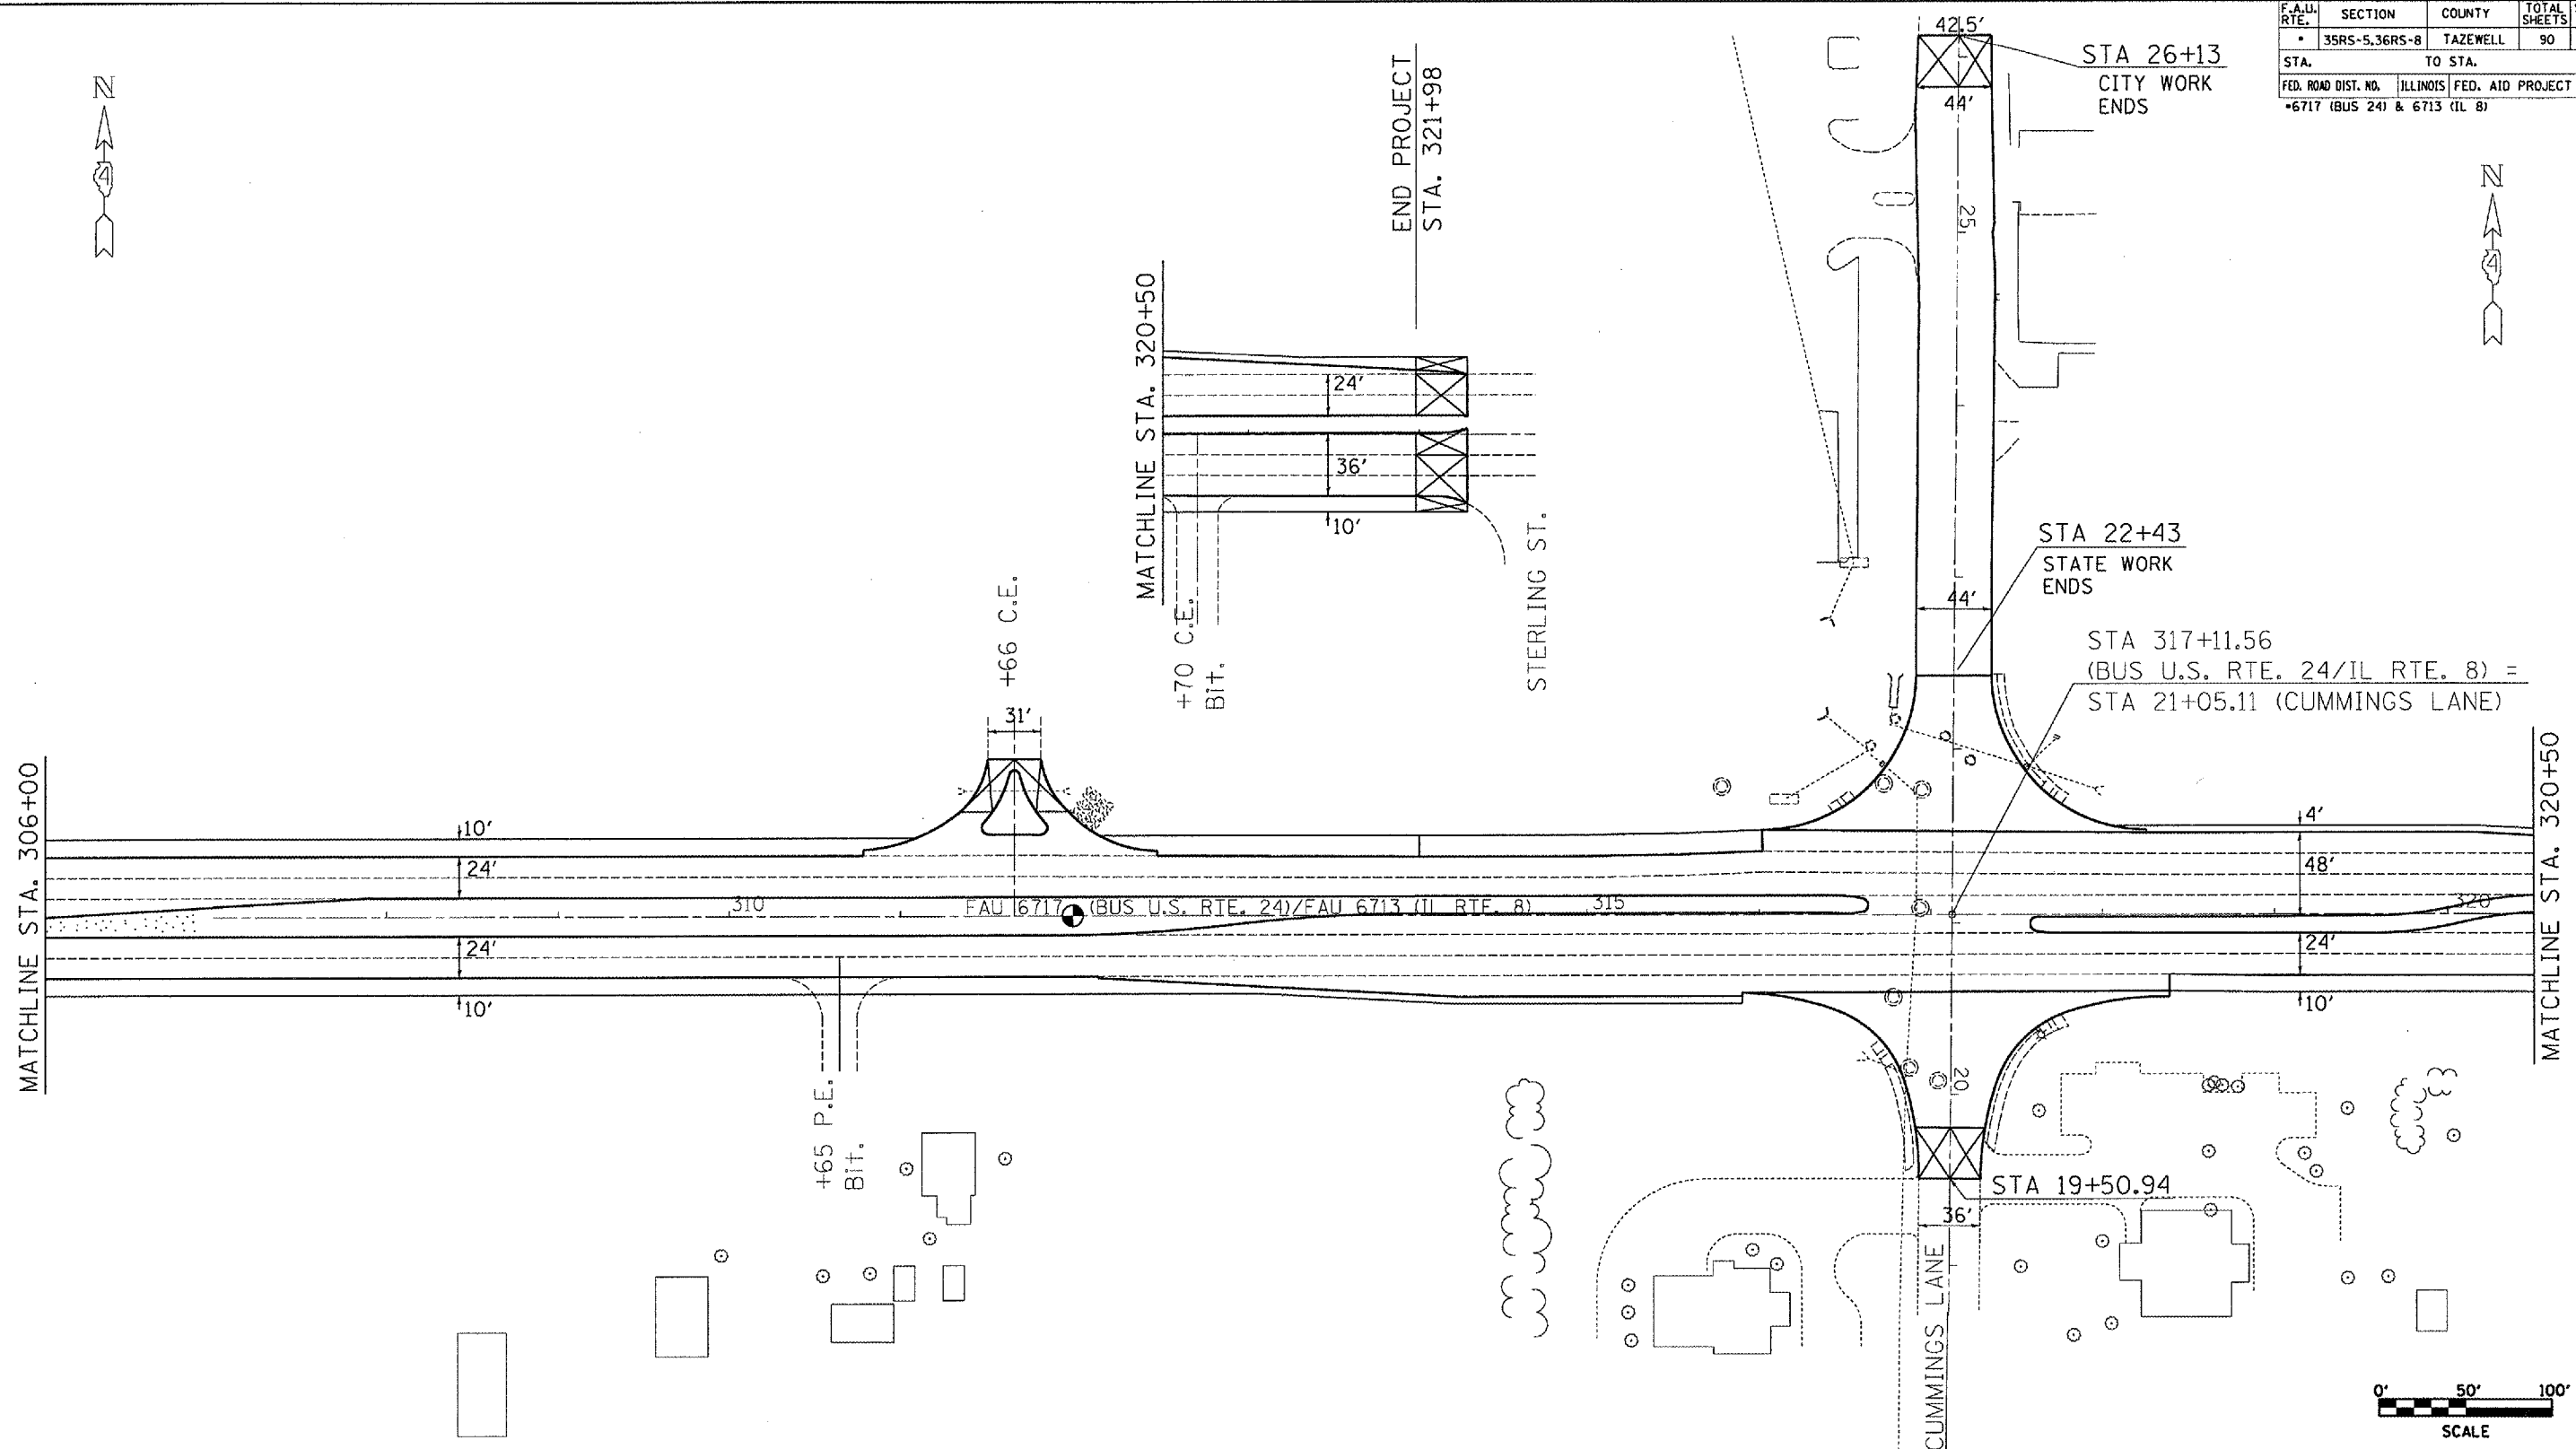 F.A.U. RTE. SECTION COUNTY TOTAL SHEETS
* 35RS-5,36RS-8 TAZEWELL 90
STA. TO STA.
FED. ROAD DIST. NO. ILLINOIS FED. AID PROJECT
*6717 (BUS 24) & 6713 (IL 8)
N
4
N
4
42.5'
STA 26+13
CITY WORK
ENDS
44'
25
END PROJECT
STA. 321+98
MATCHLINE STA. 320+50
24'
36'
10'
+70 C.E.
Bit.
STERLING ST.
STA 22+43
STATE WORK
ENDS
44'
STA 317+11.56
(BUS U.S. RTE. 24/IL RTE. 8) =
STA 21+05.11 (CUMMINGS LANE)
+66 C.E.
31'
MATCHLINE STA. 306+00
10'
24'
310
FAU 6717 (BUS U.S. RTE. 24)/FAU 6713 (IL RTE. 8)
315
320
4'
48'
24'
10'
24'
10'
MATCHLINE STA. 320+50
+65 P.E.
Bit.
20
STA 19+50.94
36'
CUMMINGS LANE
0' 50' 100'
SCALE